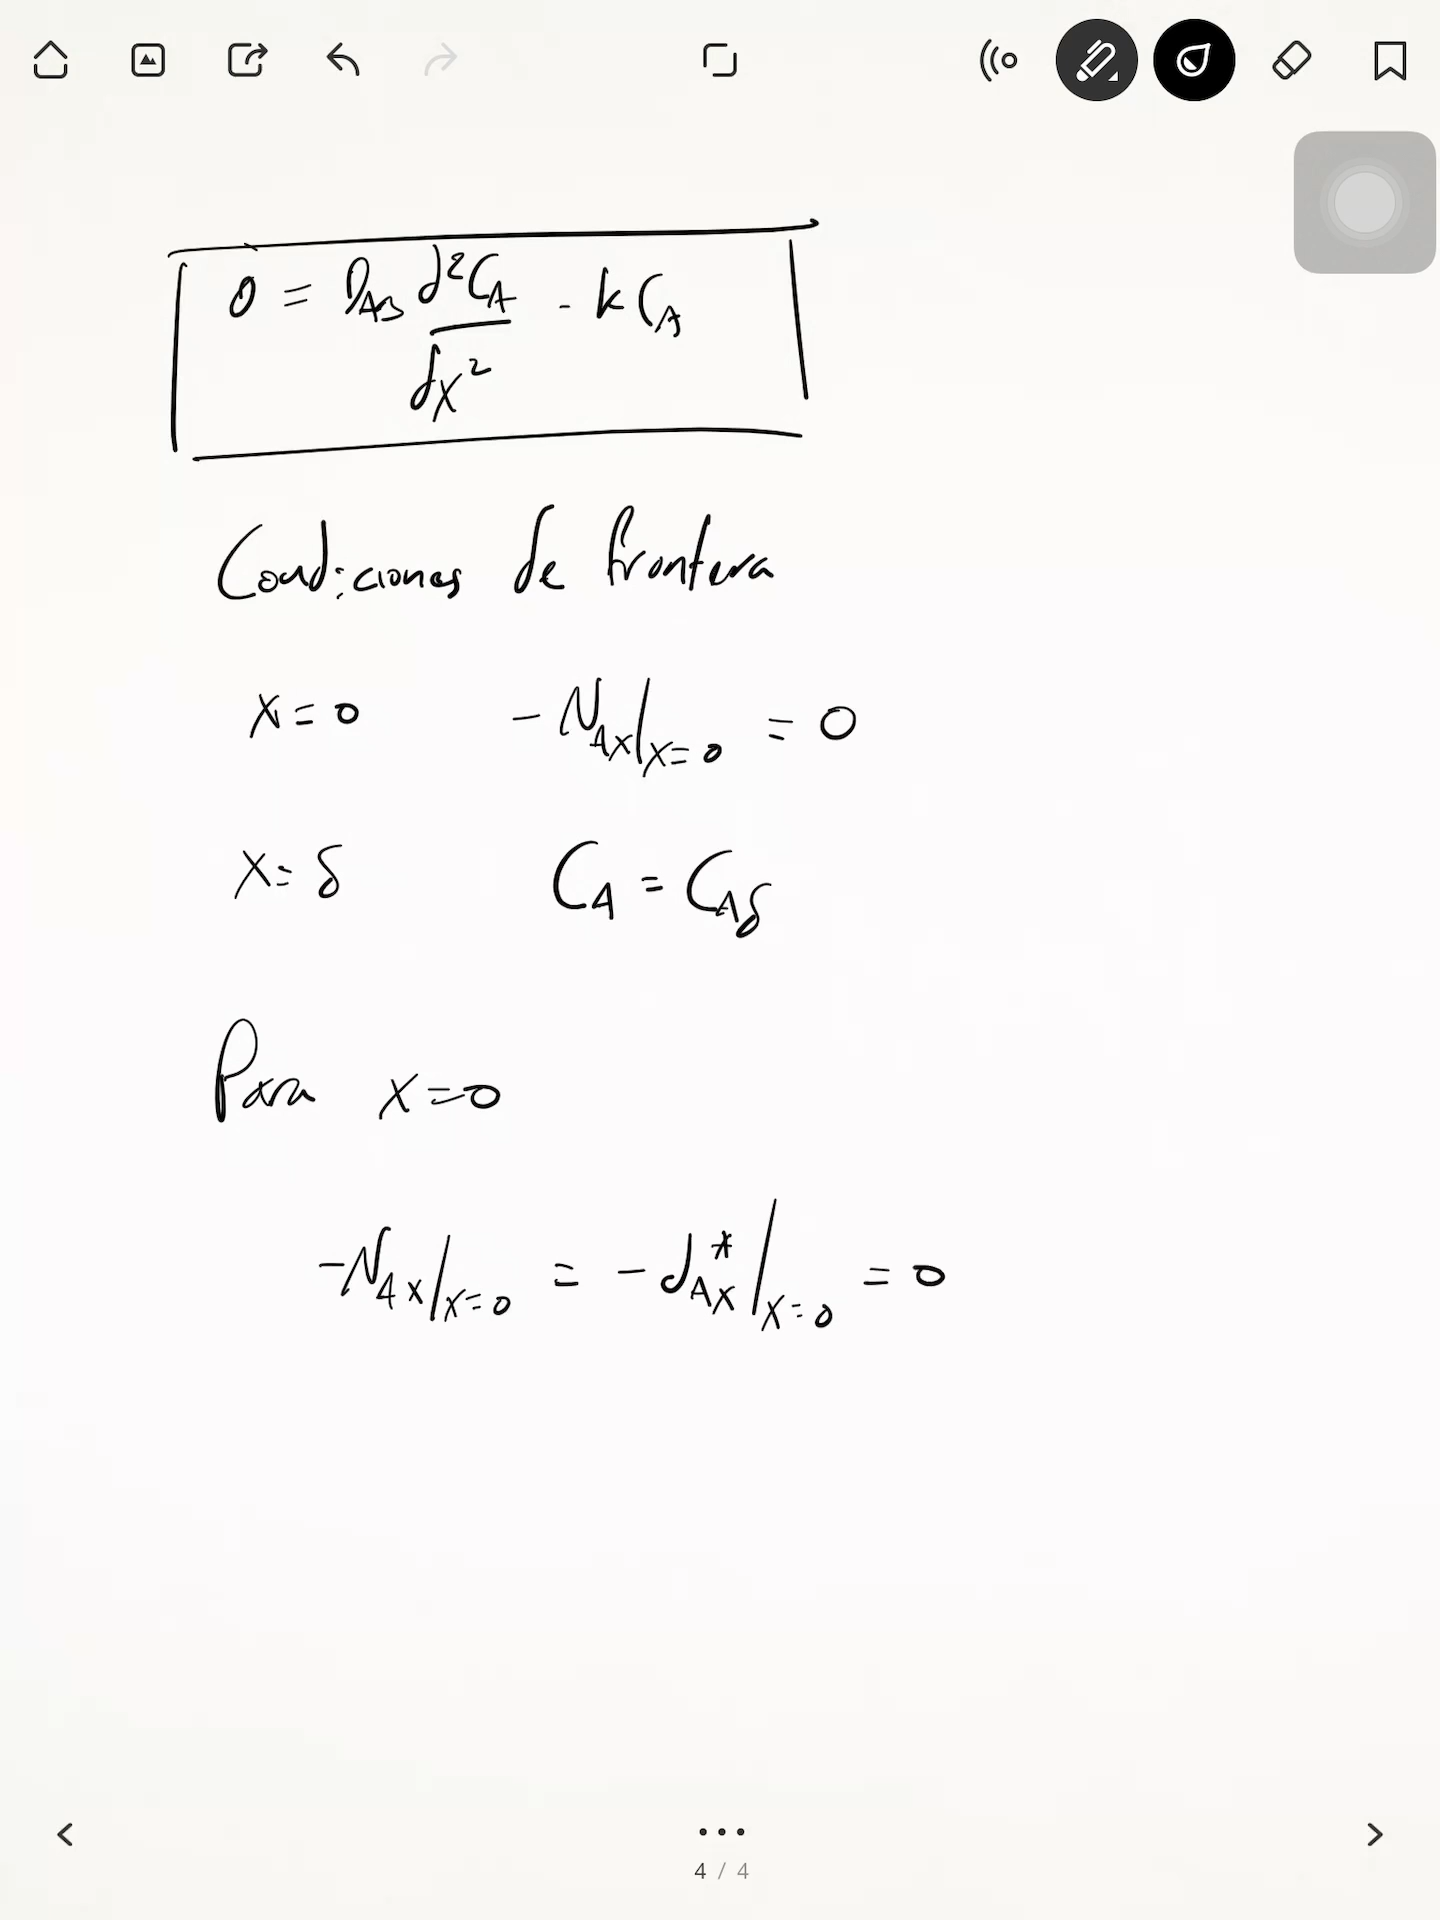 0 = D_AB d²C_A/dx² - kC_A
Condiciones de frontera
x=0    -N_Ax|x=0 = 0
x=δ    C_A = C_Aδ
Para x=0
-N_Ax|x=0 = -J*_Ax|x=0 = 0
4 / 4